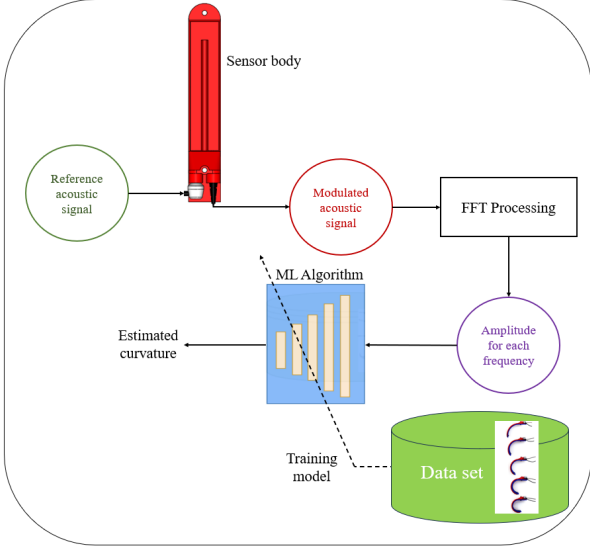 Sensor body
Reference
acoustic
signal
Modulated
acoustic
signal
FFT Processing
ML Algorithm
Amplitude
for each
frequency
Estimated
curvature
Training
model
Data set